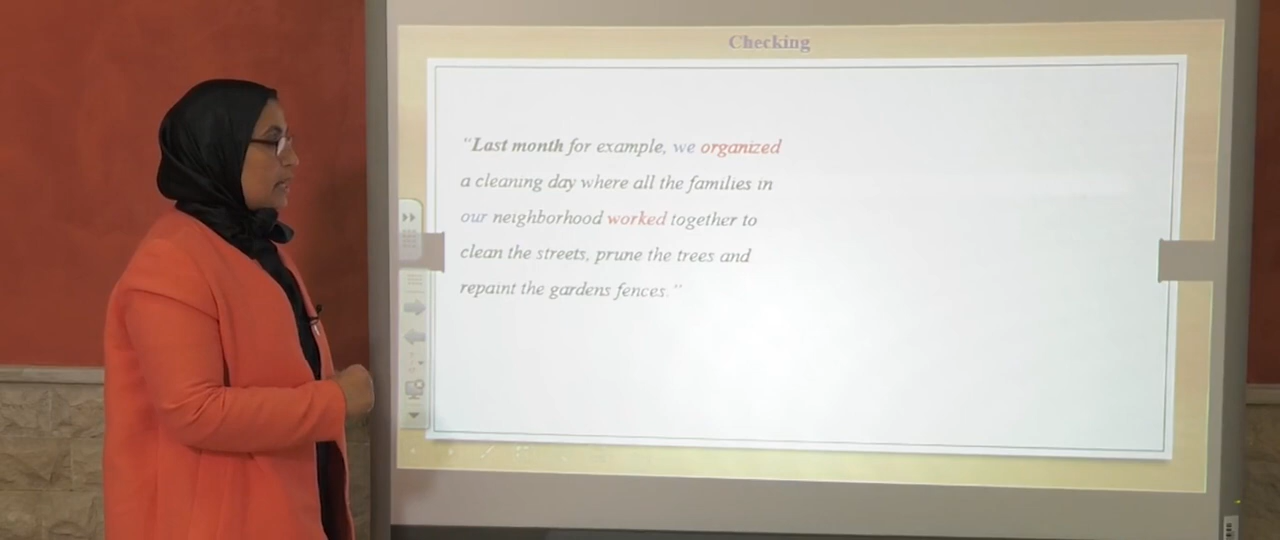 Checking
“Last month for example, we organized
a cleaning day where all the families in
our neighborhood worked together to
clean the streets, prune the trees and
repaint the gardens fences.”